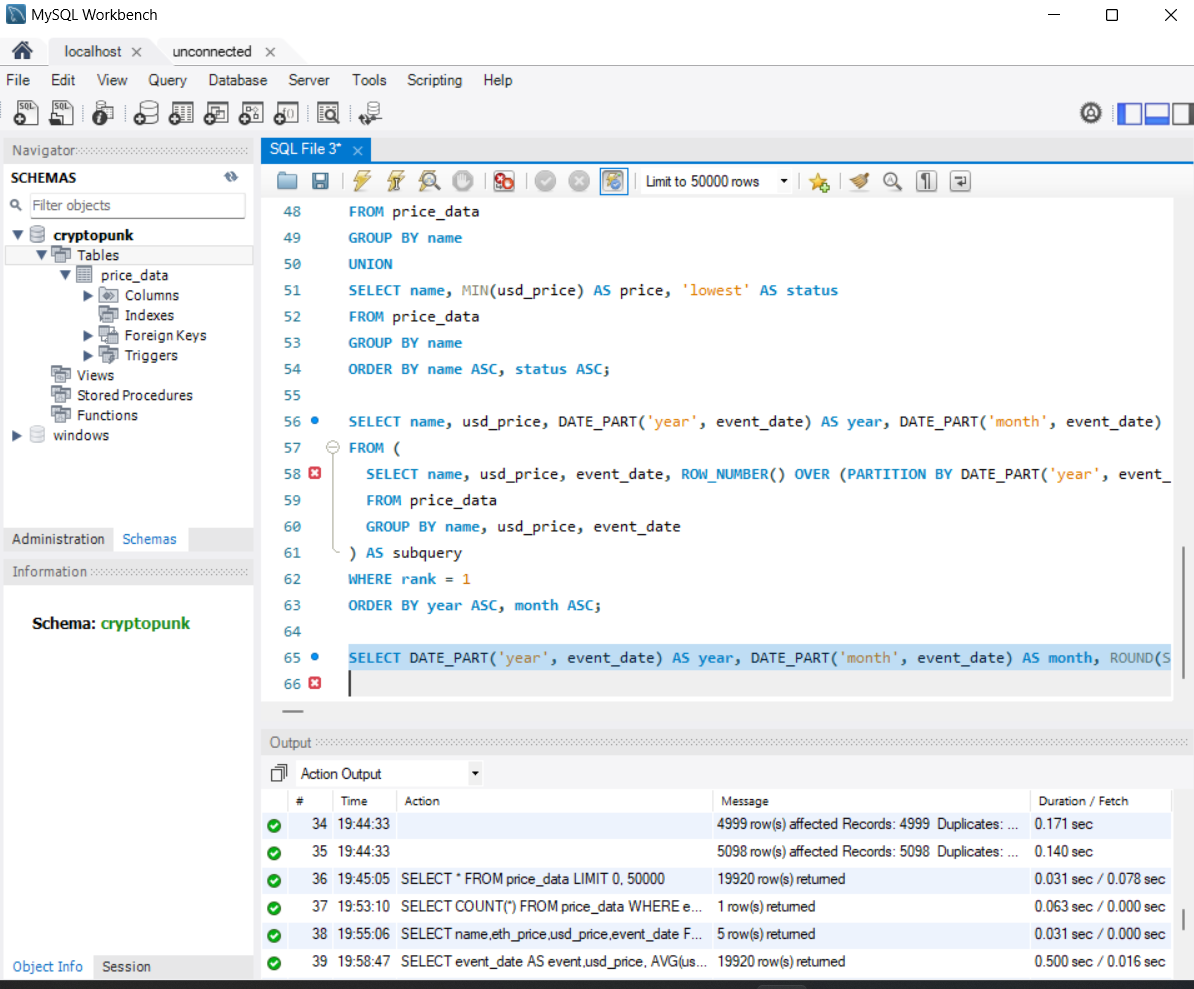 MySQL Workbench
localhost
unconnected
File Edit View Query Database Server Tools Scripting Help
Navigator
SQL File 3*
SCHEMAS
Limit to 50000 rows
Filter objects
cryptopunk
Tables
price_data
Columns
Indexes
Foreign Keys
Triggers
Views
Stored Procedures
Functions
windows
Administration Schemas
Information
Schema: cryptopunk
Object Info Session
48 FROM price_data
49 GROUP BY name
50 UNION
51 SELECT name, MIN(usd_price) AS price, 'lowest' AS status
52 FROM price_data
53 GROUP BY name
54 ORDER BY name ASC, status ASC;
55
56 SELECT name, usd_price, DATE_PART('year', event_date) AS year, DATE_PART('month', event_date)
57 FROM (
58 SELECT name, usd_price, event_date, ROW_NUMBER() OVER (PARTITION BY DATE_PART('year', event_
59 FROM price_data
60 GROUP BY name, usd_price, event_date
61 ) AS subquery
62 WHERE rank = 1
63 ORDER BY year ASC, month ASC;
64
65 SELECT DATE_PART('year', event_date) AS year, DATE_PART('month', event_date) AS month, ROUND(S
66
Output
Action Output
# Time Action Message Duration / Fetch
34 19:44:33 4999 row(s) affected Records: 4999 Duplicates: ... 0.171 sec
35 19:44:33 5098 row(s) affected Records: 5098 Duplicates: ... 0.140 sec
36 19:45:05 SELECT * FROM price_data LIMIT 0, 50000 19920 row(s) returned 0.031 sec / 0.078 sec
37 19:53:10 SELECT COUNT(*) FROM price_data WHERE e... 1 row(s) returned 0.063 sec / 0.000 sec
38 19:55:06 SELECT name,eth_price,usd_price,event_date F... 5 row(s) returned 0.031 sec / 0.000 sec
39 19:58:47 SELECT event_date AS event,usd_price, AVG(us... 19920 row(s) returned 0.500 sec / 0.016 sec